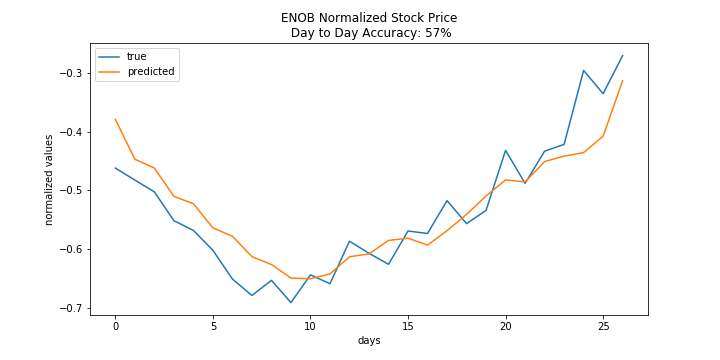 ENOB Normalized Stock Price
Day to Day Accuracy: 57%
true
predicted
normalized values
−0.3
−0.4
−0.5
−0.6
−0.7
0 5 10 15 20 25
days